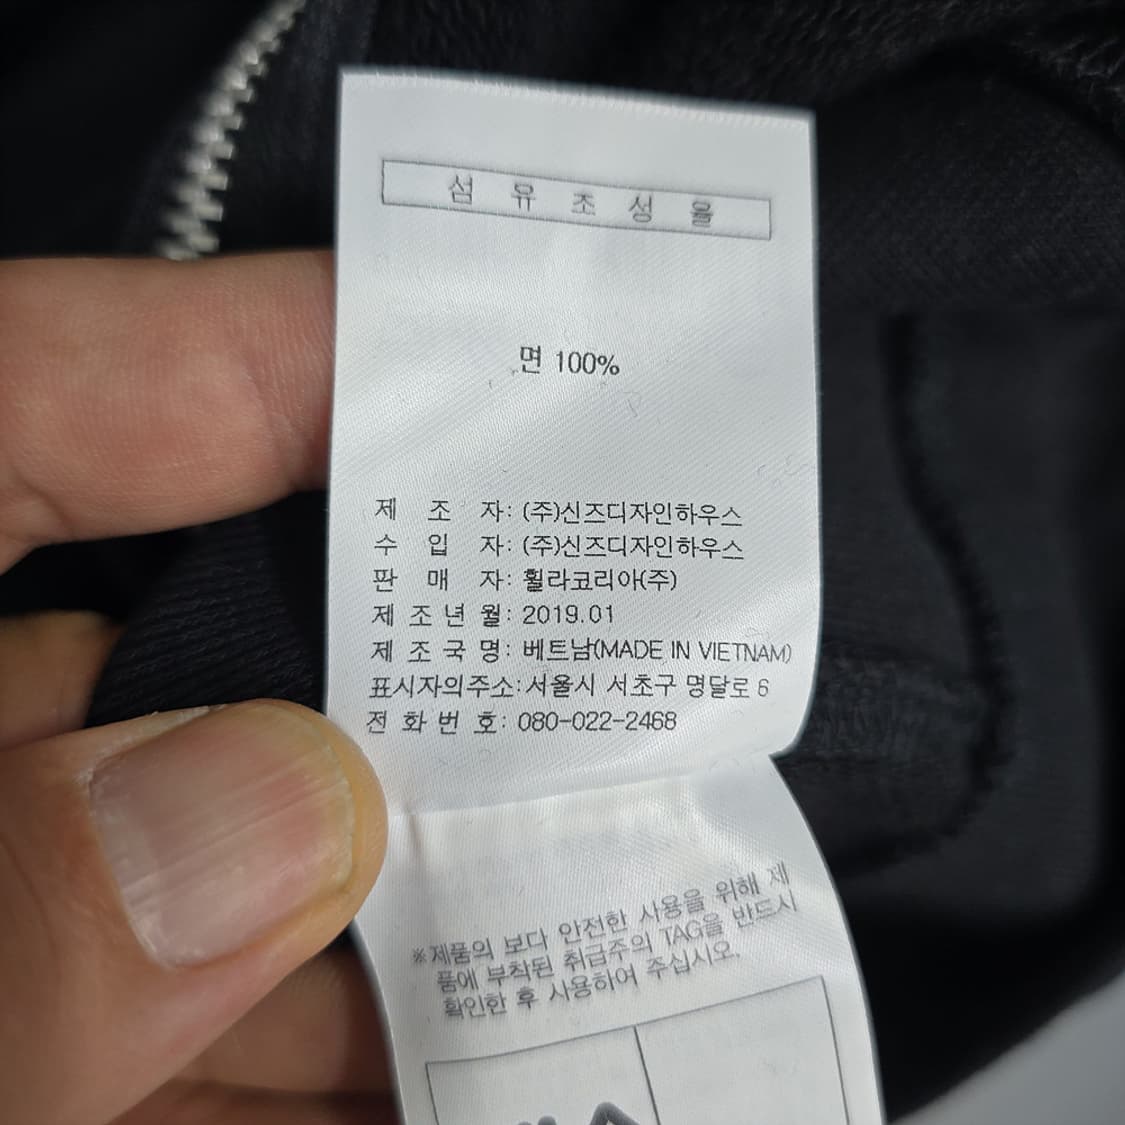 섬 유 조 성 율
면 100%
제 조 자: (주)신즈디자인하우스
수 입 자: (주)신즈디자인하우스
판 매 자: 휠라코리아(주)
제 조 년 월: 2019.01
제 조 국 명: 베트남(MADE IN VIETNAM)
표시자의주소:서울시 서초구 명달로 6
전 화 번 호: 080-022-2468
※제품의 보다 안전한 사용을 위해 제
품에 부착된 취급주의 TAG을 반드시
확인한 후 사용하여 주십시오.